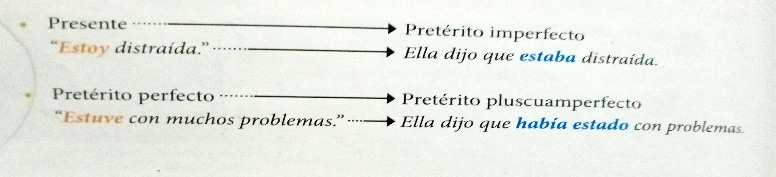 Presente Pretérito imperfecto
“Estoy distraída.” Ella dijo que estaba distraída.
Pretérito perfecto Pretérito pluscuamperfecto
“Estuve con muchos problemas.” Ella dijo que había estado con problemas.